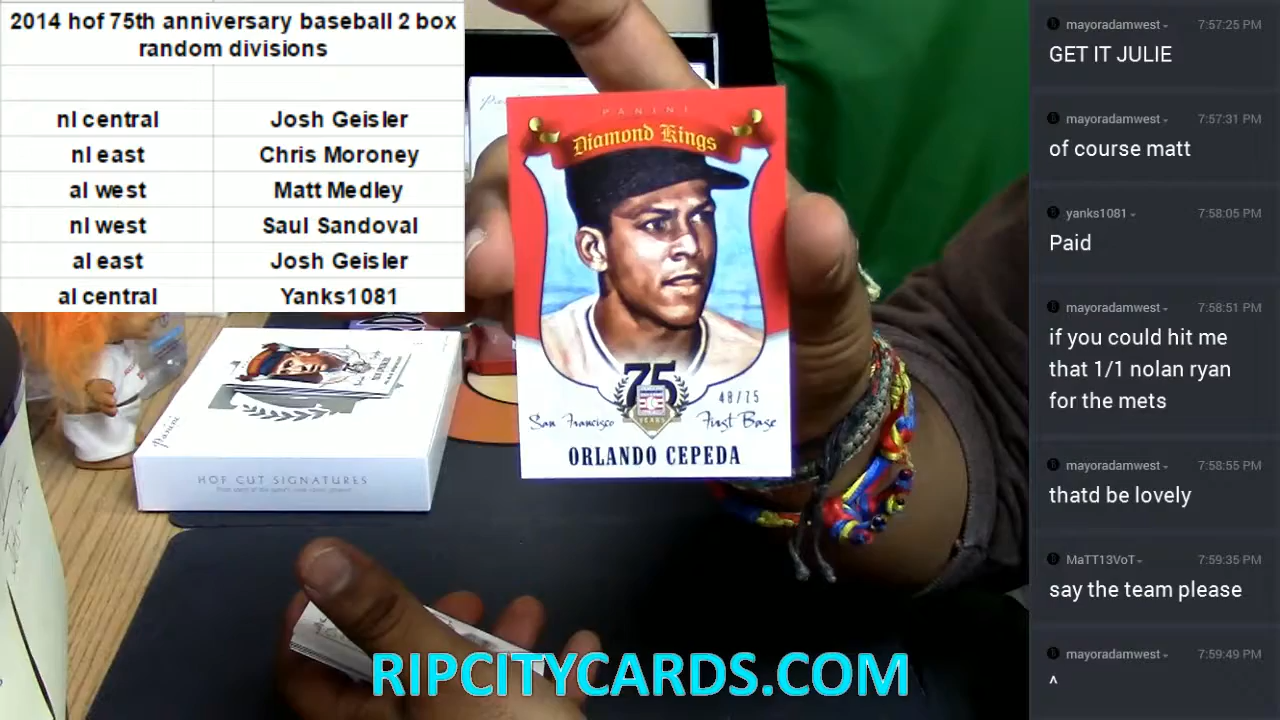 2014 hof 75th anniversary baseball 2 box
random divisions
nl central Josh Geisler
nl east Chris Moroney
al west Matt Medley
nl west Saul Sandoval
al east Josh Geisler
al central Yanks1081
PANINI
Diamond Kings
75
YEARS
48/75
San Francisco First Base
ORLANDO CEPEDA
Panini
HOF CUT SIGNATURES
RIPCITYCARDS.COM
mayoradamwest 7:57:25 PM
GET IT JULIE
mayoradamwest 7:57:31 PM
of course matt
yanks1081 7:58:05 PM
Paid
mayoradamwest 7:58:51 PM
if you could hit me
that 1/1 nolan ryan
for the mets
mayoradamwest 7:58:55 PM
thatd be lovely
MaTT13VoT 7:59:35 PM
say the team please
mayoradamwest 7:59:49 PM
^